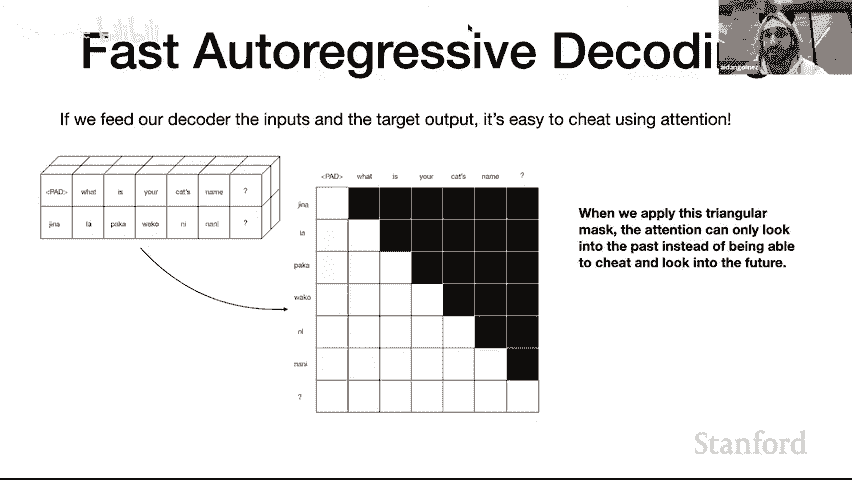 Fast Autoregressive Decodi
If we feed our decoder the inputs and the target output, it's easy to cheat using attention!
<PAD> what is your cat's name ?
jina la paka wako ni nani ?
<PAD> what is your cat's name ?
jina
la
paka
wako
ni
nani
?
When we apply this triangular
mask, the attention can only look
into the past instead of being able
to cheat and look into the future.
Stanford